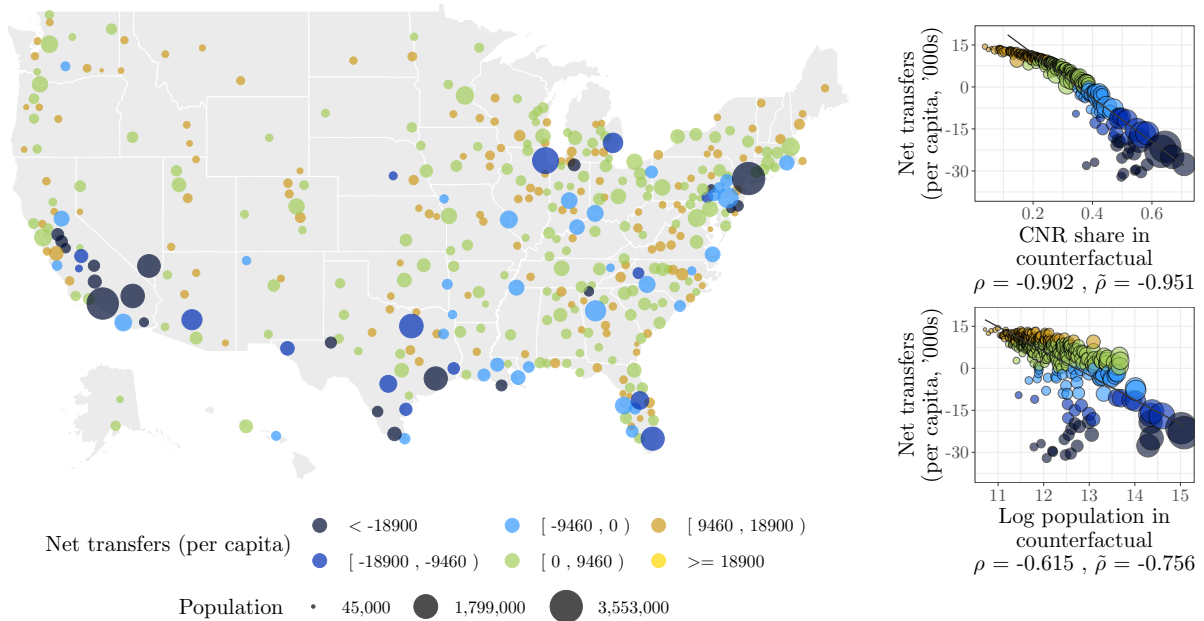 Net transfers
(per capita, '000s)
15
0
-15
-30
0.2
0.4
0.6
CNR share in
counterfactual
ρ = -0.902 , ρ̃ = -0.951
Net transfers
(per capita, '000s)
15
0
-15
-30
11
12
13
14
15
Log population in
counterfactual
ρ = -0.615 , ρ̃ = -0.756
Net transfers (per capita)
< -18900
[ -9460 , 0 )
[ 9460 , 18900 )
[ -18900 , -9460 )
[ 0 , 9460 )
>= 18900
Population
45,000
1,799,000
3,553,000